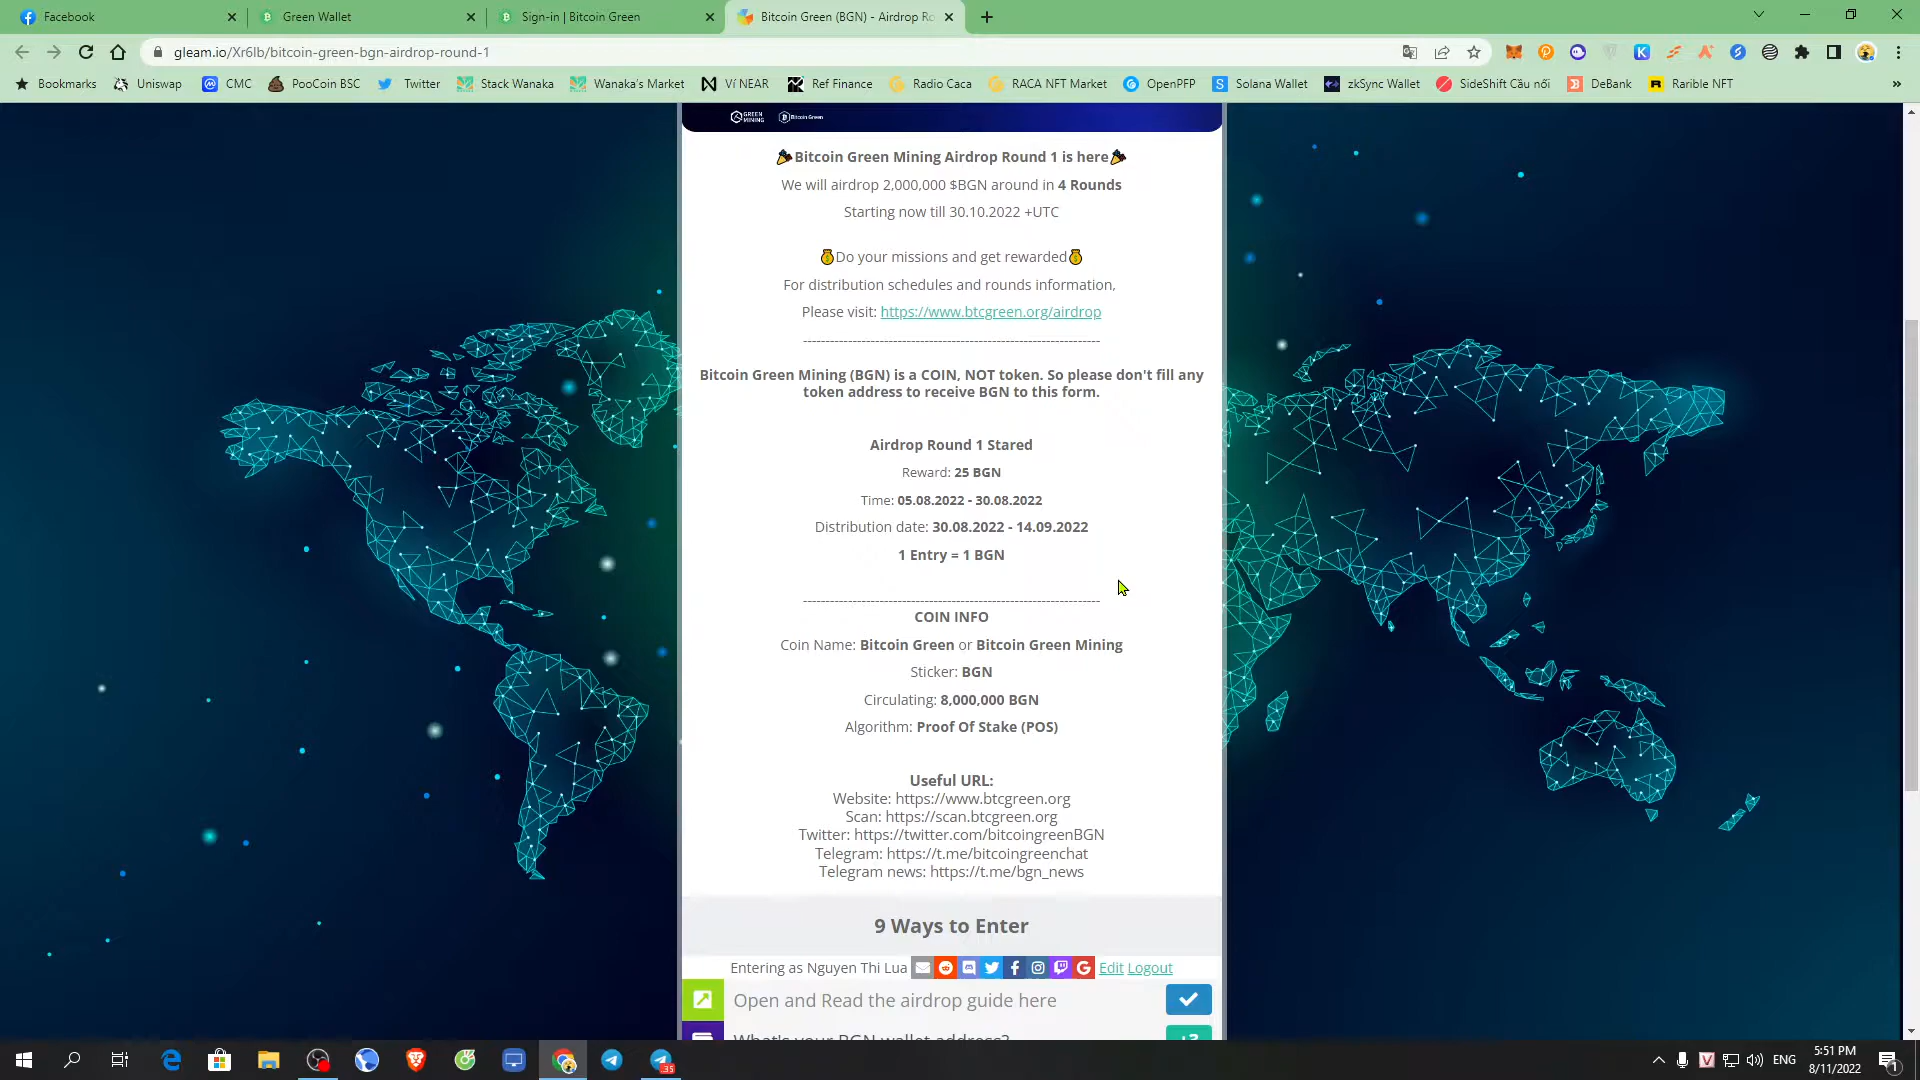 Facebook
Green Wallet
Sign-in | Bitcoin Green
Bitcoin Green (BGN) - Airdrop Ro
gleam.io/Xr6lb/bitcoin-green-bgn-airdrop-round-1
Bookmarks
Uniswap
CMC
PooCoin BSC
Twitter
Stack Wanaka
Wanaka's Market
Ví NEAR
Ref Finance
Radio Caca
RACA NFT Market
OpenPFP
Solana Wallet
zkSync Wallet
SideShift Cầu nối
DeBank
Rarible NFT
GREEN MINING
Bitcoin Green
Bitcoin Green Mining Airdrop Round 1 is here
We will airdrop 2,000,000 $BGN around in 4 Rounds
Starting now till 30.10.2022 +UTC
Do your missions and get rewarded
For distribution schedules and rounds information,
Please visit: https://www.btcgreen.org/airdrop
------------------------------------------------------------------
Bitcoin Green Mining (BGN) is a COIN, NOT token. So please don't fill any
token address to receive BGN to this form.
Airdrop Round 1 Stared
Reward: 25 BGN
Time: 05.08.2022 - 30.08.2022
Distribution date: 30.08.2022 - 14.09.2022
1 Entry = 1 BGN
------------------------------------------------------------------
COIN INFO
Coin Name: Bitcoin Green or Bitcoin Green Mining
Sticker: BGN
Circulating: 8,000,000 BGN
Algorithm: Proof Of Stake (POS)
Useful URL:
Website: https://www.btcgreen.org
Scan: https://scan.btcgreen.org
Twitter: https://twitter.com/bitcoingreenBGN
Telegram: https://t.me/bitcoingreenchat
Telegram news: https://t.me/bgn_news
9 Ways to Enter
Entering as Nguyen Thi Lua
Edit Logout
Open and Read the airdrop guide here
What's your BGN wallet address?
ENG
5:51 PM
8/11/2022